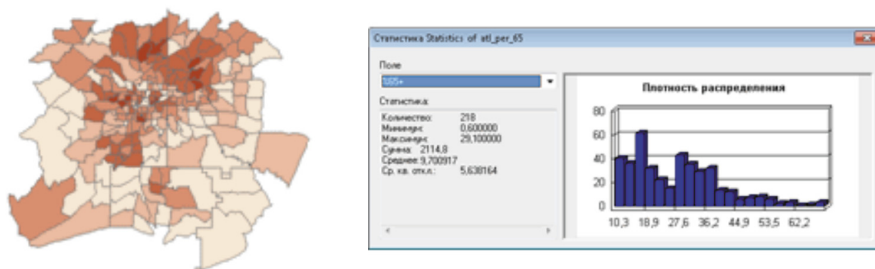 Статистика Statistics of atl_per_65
Поле
%65+
Статистика:
Количество: 218
Минимум: 0,600000
Максимум: 29,100000
Сумма: 2114,8
Среднее: 9,700917
Ср. кв. откл.: 5,638164
Плотность распределения
80
60
40
20
0
10,3 18,9 27,6 36,2 44,9 53,5 62,2